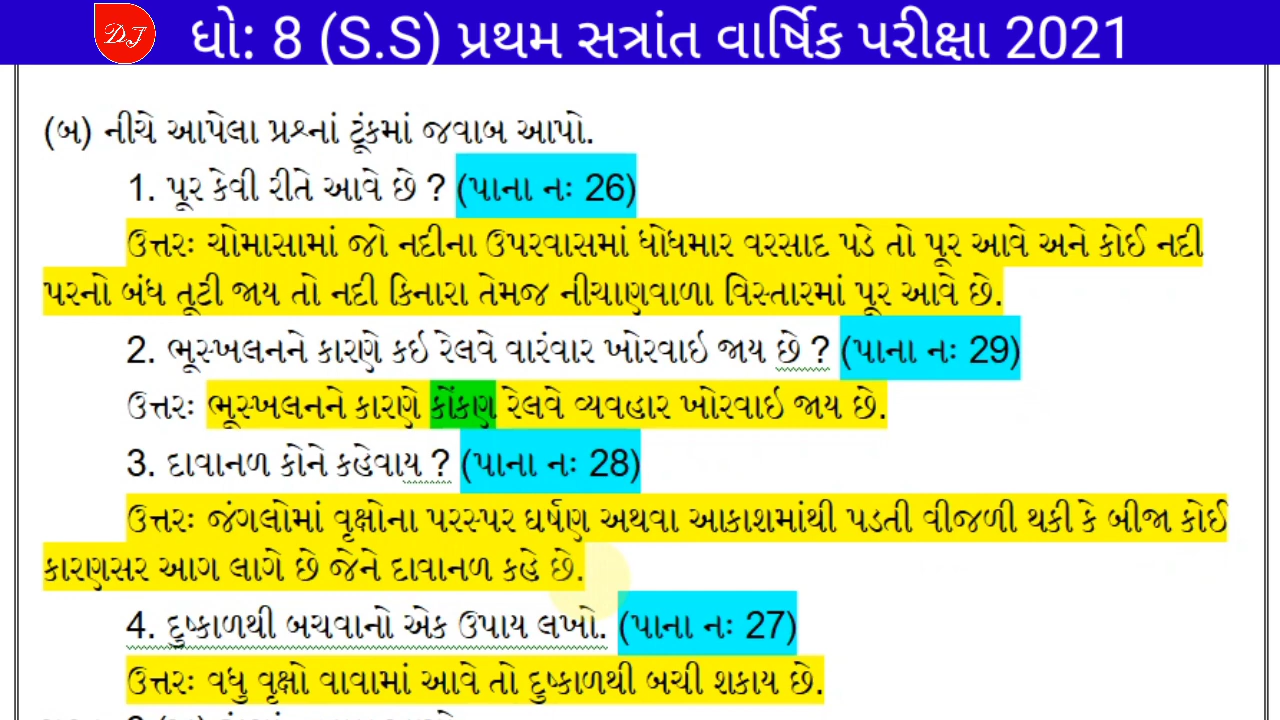 DJ ધો: 8 (S.S) પ્રથમ સત્રાંત વાર્ષિક પરીક્ષા 2021
(બ) નીચે આપેલા પ્રશ્નાં ટૂંકમાં જવાબ આપો.
1. પૂર કેવી રીતે આવે છે ? (પાના નઃ 26)
ઉત્તરઃ ચોમાસામાં જો નદીના ઉપરવાસમાં ધોધમાર વરસાદ પડે તો પૂર આવે અને કોઈ નદી
પરનો બંધ તૂટી જાય તો નદી કિનારા તેમજ નીચાણવાળા વિસ્તારમાં પૂર આવે છે.
2. ભૂસ્ખલનને કારણે કઇ રેલવે વારંવાર ખોરવાઇ જાય છે ? (પાના નઃ 29)
ઉત્તરઃ ભૂસ્ખલનને કારણે કોંકણ રેલવે વ્યવહાર ખોરવાઇ જાય છે.
3. દાવાનળ કોને કહેવાય ? (પાના નઃ 28)
ઉત્તરઃ જંગલોમાં વૃક્ષોના પરસ્પર ઘર્ષણ અથવા આકાશમાંથી પડતી વીજળી થકી કે બીજા કોઈ
કારણસર આગ લાગે છે જેને દાવાનળ કહે છે.
4. દુષ્કાળથી બચવાનો એક ઉપાય લખો. (પાના નઃ 27)
ઉત્તરઃ વધુ વૃક્ષો વાવામાં આવે તો દુષ્કાળથી બચી શકાય છે.